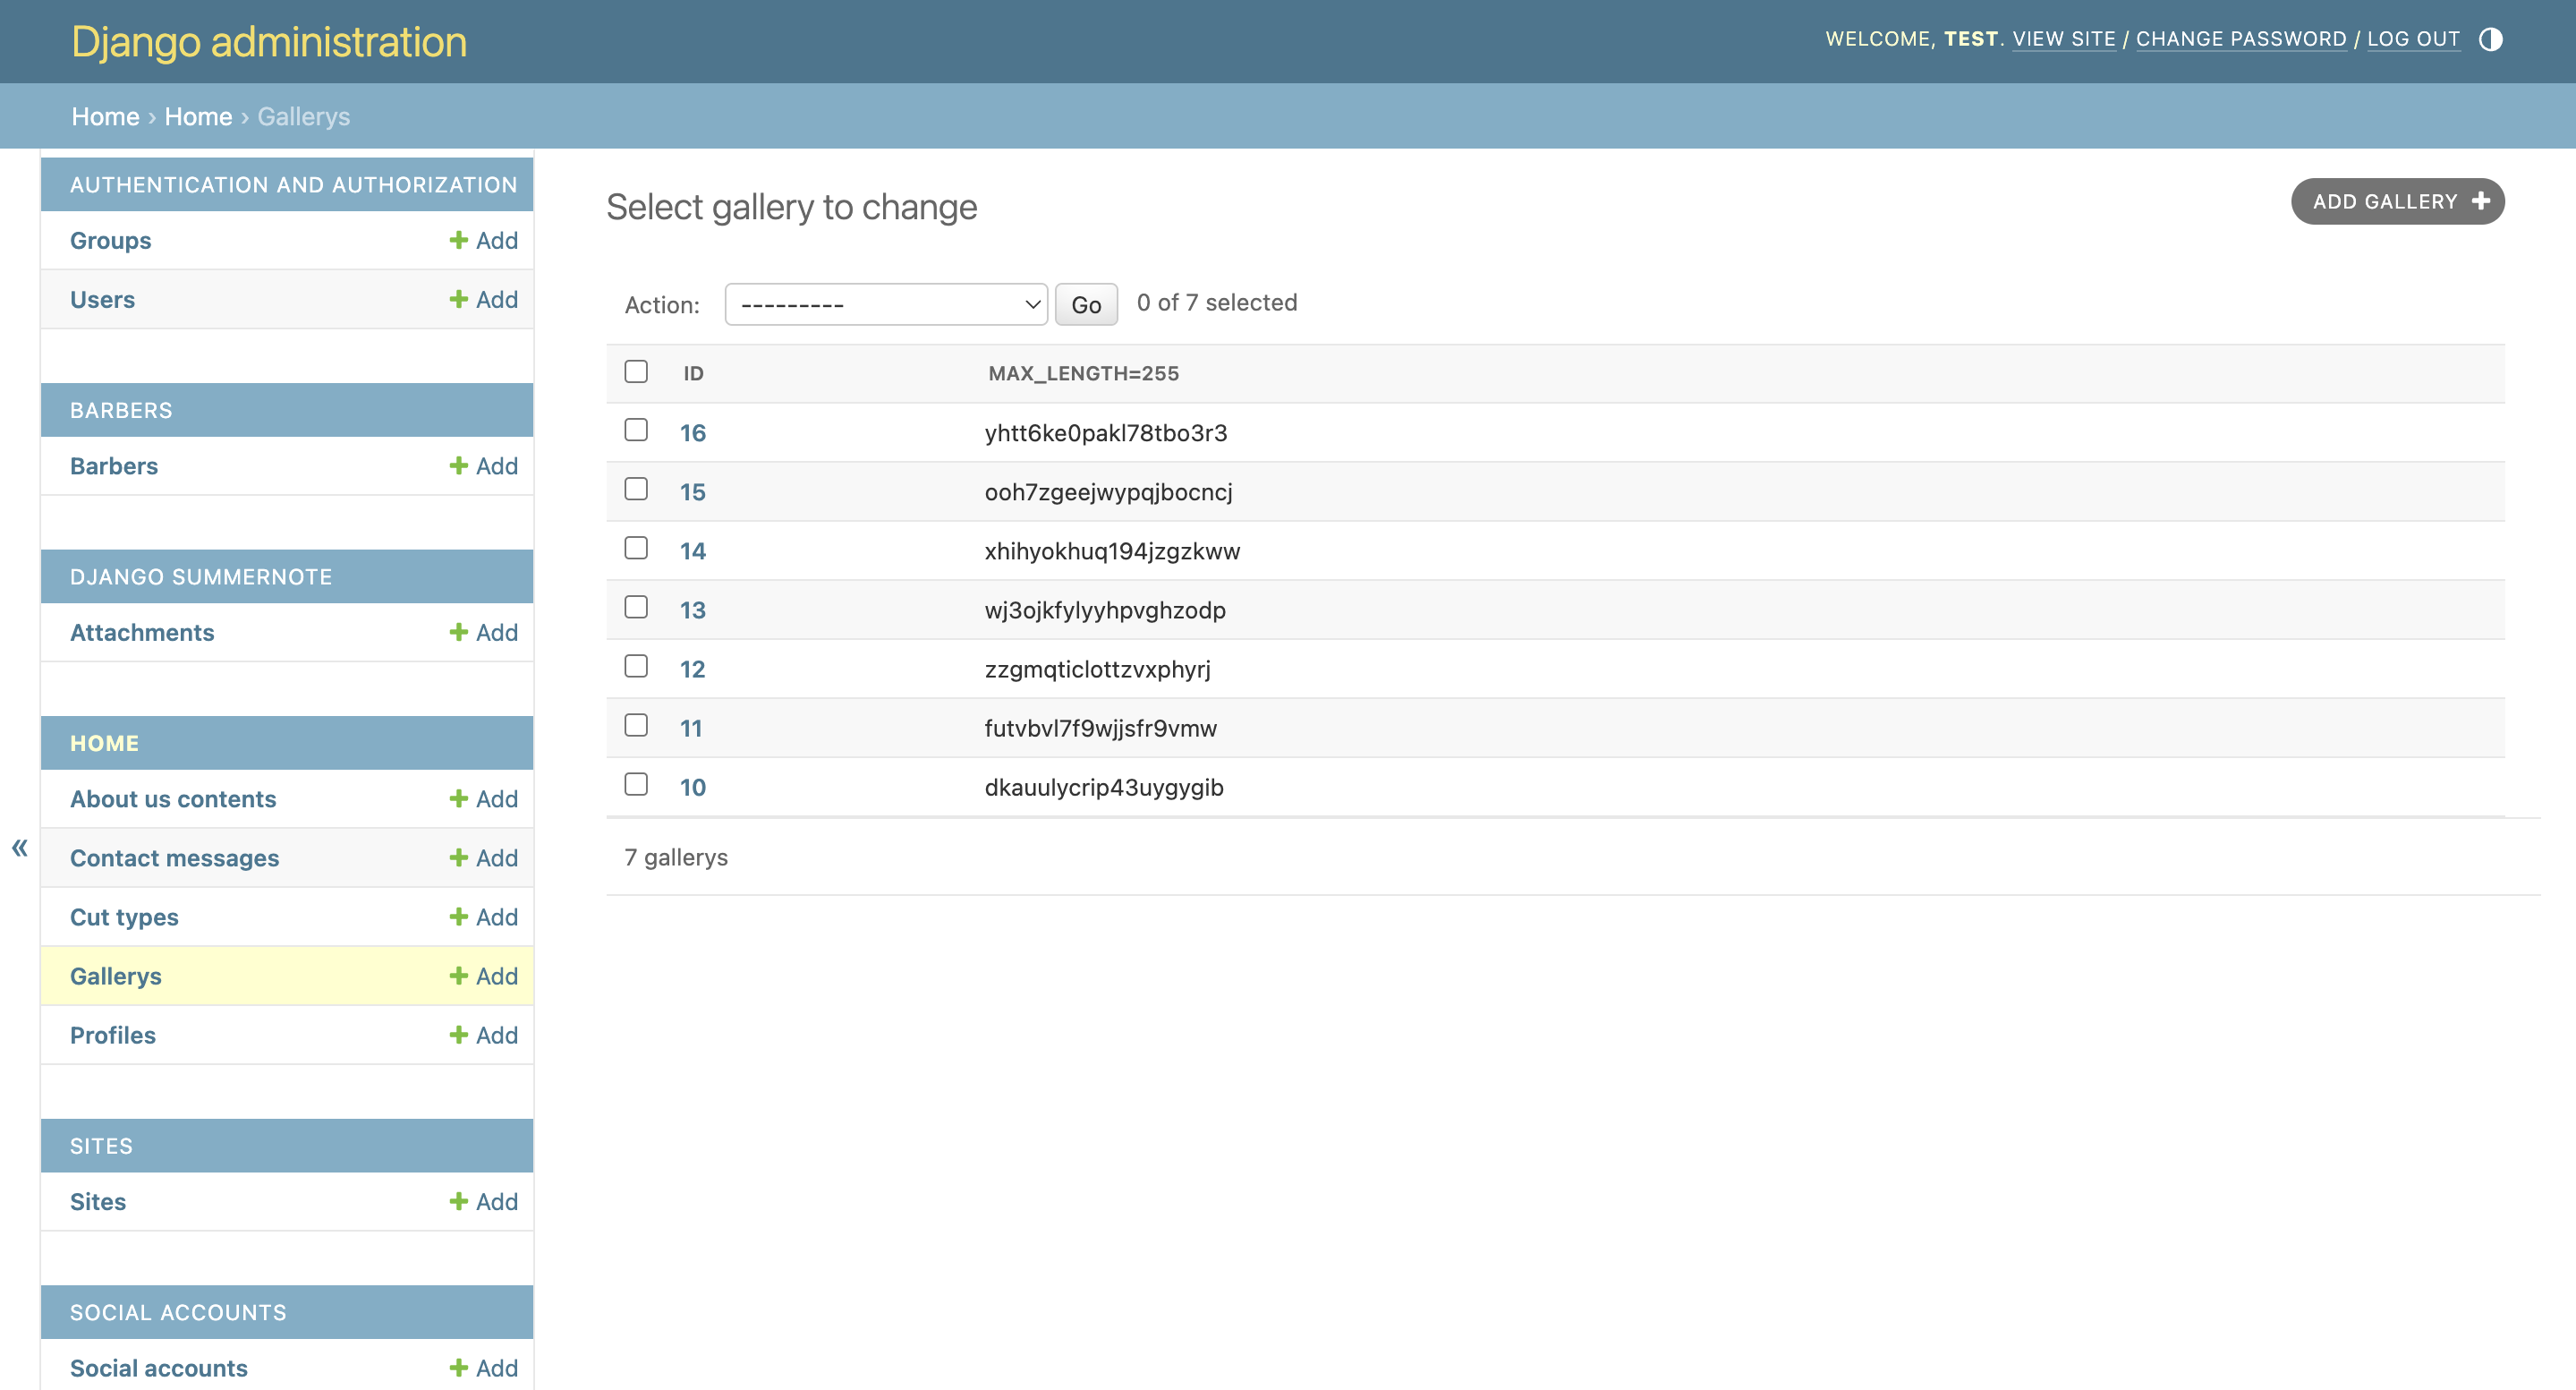 Django administration
WELCOME, TEST. VIEW SITE / CHANGE PASSWORD / LOG OUT
Home › Home › Gallerys
AUTHENTICATION AND AUTHORIZATION
Groups + Add
Users + Add
BARBERS
Barbers + Add
DJANGO SUMMERNOTE
Attachments + Add
HOME
About us contents + Add
Contact messages + Add
Cut types + Add
Gallerys + Add
Profiles + Add
SITES
Sites + Add
SOCIAL ACCOUNTS
Social accounts + Add
«
Select gallery to change
ADD GALLERY +
Action: --------- Go 0 of 7 selected
ID MAX_LENGTH=255
16 yhtt6ke0pakl78tbo3r3
15 ooh7zgeejwypqjbocncj
14 xhihyokhuq194jzgzkww
13 wj3ojkfylyyhpvghzodp
12 zzgmqticlottzvxphyrj
11 futvbvl7f9wjjsfr9vmw
10 dkauulycrip43uygygib
7 gallerys